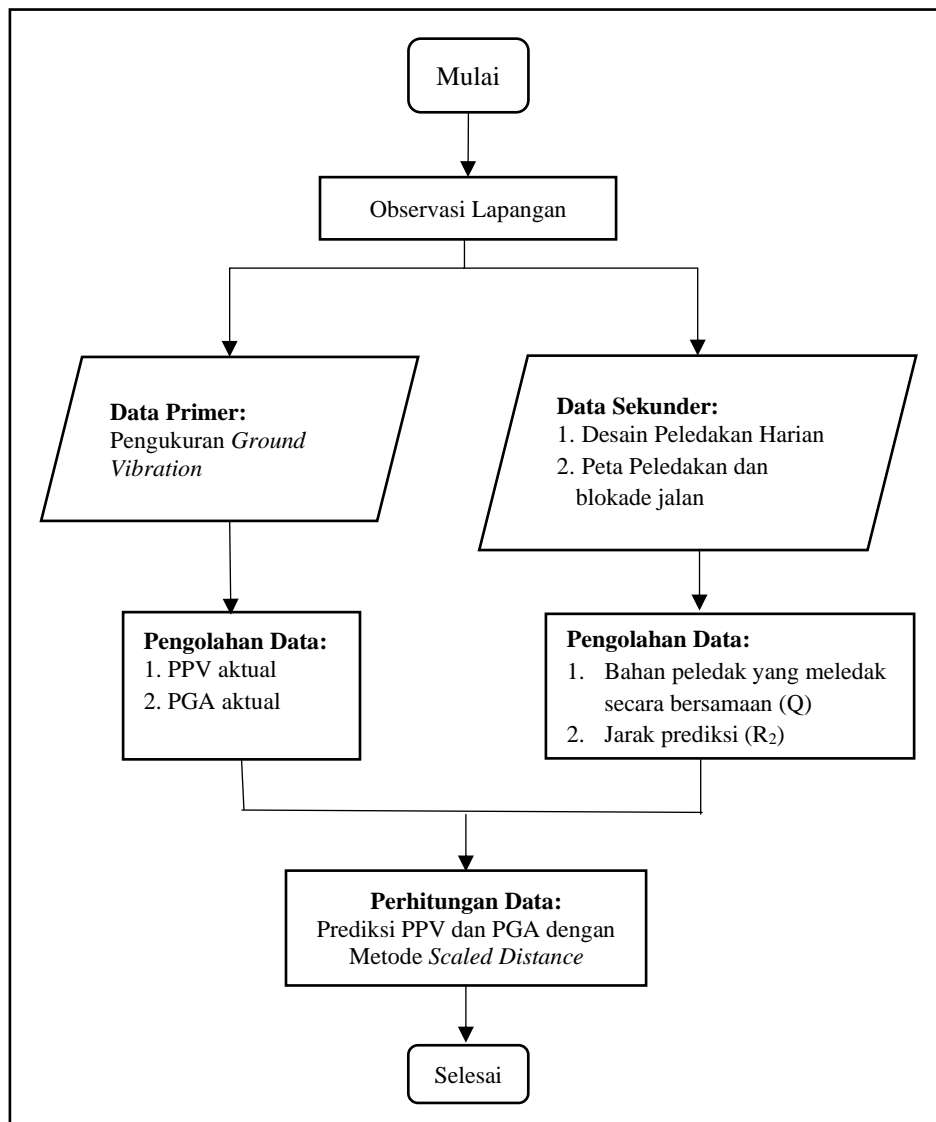 Mulai
Observasi Lapangan
Data Primer:
Pengukuran Ground
Vibration
Data Sekunder:
1. Desain Peledakan Harian
2. Peta Peledakan dan
blokade jalan
Pengolahan Data:
1. PPV aktual
2. PGA aktual
Pengolahan Data:
1. Bahan peledak yang meledak
secara bersamaan (Q)
2. Jarak prediksi (R₂)
Perhitungan Data:
Prediksi PPV dan PGA dengan
Metode Scaled Distance
Selesai